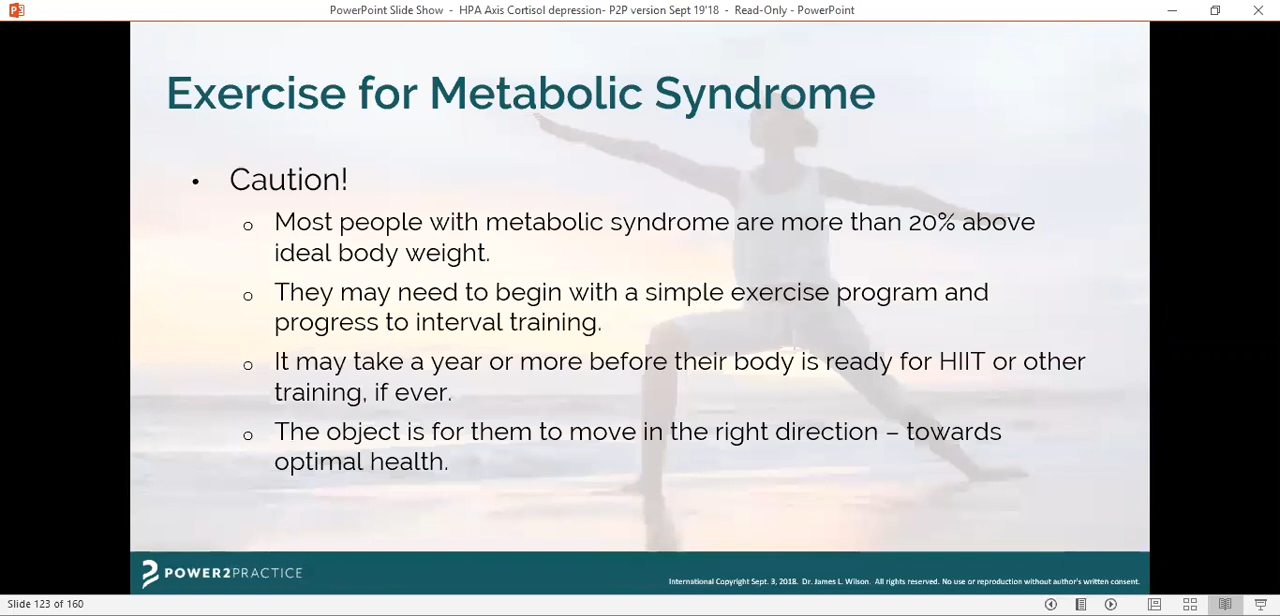 PowerPoint Slide Show - HPA Axis Cortisol depression- P2P version Sept 19'18 - Read-Only - PowerPoint
Exercise for Metabolic Syndrome
• Caution!
o Most people with metabolic syndrome are more than 20% above
ideal body weight.
o They may need to begin with a simple exercise program and
progress to interval training.
o It may take a year or more before their body is ready for HIIT or other
training, if ever.
o The object is for them to move in the right direction – towards
optimal health.
POWER2PRACTICE
International Copyright Sept. 3, 2018. Dr. James L. Wilson. All rights reserved. No use or reproduction without author's written consent.
Slide 123 of 160